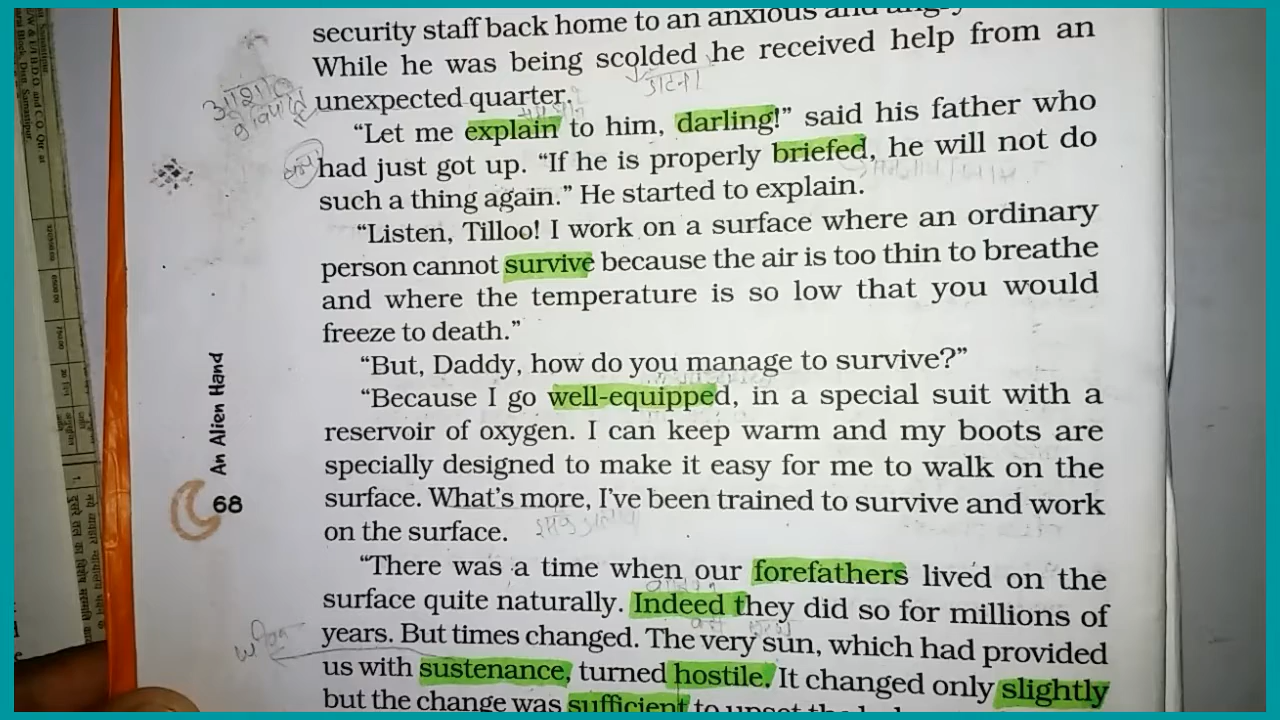 security staff back home to an anxious and angry
While he was being scolded he received help from an
unexpected quarter.
“Let me explain to him, darling!” said his father who
had just got up. “If he is properly briefed, he will not do
such a thing again.” He started to explain.
“Listen, Tilloo! I work on a surface where an ordinary
person cannot survive because the air is too thin to breathe
and where the temperature is so low that you would
freeze to death.”
“But, Daddy, how do you manage to survive?”
“Because I go well-equipped, in a special suit with a
reservoir of oxygen. I can keep warm and my boots are
specially designed to make it easy for me to walk on the
surface. What’s more, I’ve been trained to survive and work
on the surface.
“There was a time when our forefathers lived on the
surface quite naturally. Indeed they did so for millions of
years. But times changed. The very sun, which had provided
us with sustenance, turned hostile. It changed only slightly
but the change was sufficient to upset the
An Alien Hand
68